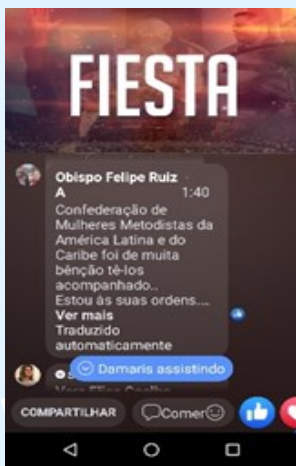 FIESTA
Obispo Felipe Ruiz
A 1:40
Confederação de
Mulheres Metodistas da
América Latina e do
Caribe foi de muita
bênção tê-los
acompanhado..
Estou às suas ordens....
Ver mais
Traduzido
automaticamente
Damaris assistindo
COMPARTILHAR Comer